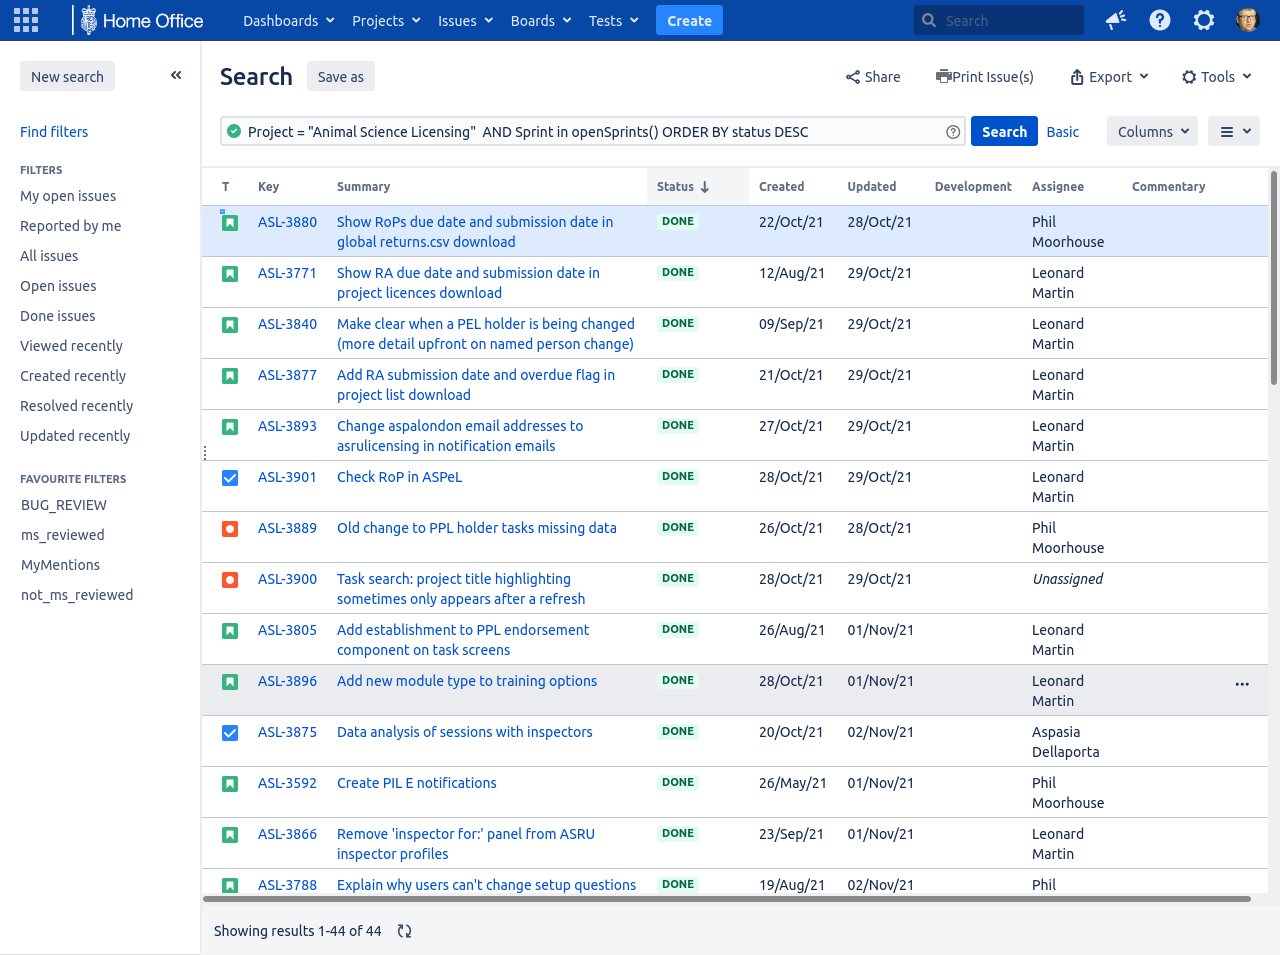 Home Office Dashboards Projects Issues Boards Tests Create Search
New search
Find filters
FILTERS
My open issues
Reported by me
All issues
Open issues
Done issues
Viewed recently
Created recently
Resolved recently
Updated recently
FAVOURITE FILTERS
BUG_REVIEW
ms_reviewed
MyMentions
not_ms_reviewed
Search Save as Share Print Issue(s) Export Tools
Project = "Animal Science Licensing" AND Sprint in openSprints() ORDER BY status DESC Search Basic Columns
T Key Summary Status Created Updated Development Assignee Commentary
ASL-3880 Show RoPs due date and submission date in DONE 22/Oct/21 28/Oct/21 Phil
global returns.csv download Moorhouse
ASL-3771 Show RA due date and submission date in DONE 12/Aug/21 29/Oct/21 Leonard
project licences download Martin
ASL-3840 Make clear when a PEL holder is being changed DONE 09/Sep/21 29/Oct/21 Leonard
(more detail upfront on named person change) Martin
ASL-3877 Add RA submission date and overdue flag in DONE 21/Oct/21 29/Oct/21 Leonard
project list download Martin
ASL-3893 Change aspalondon email addresses to DONE 27/Oct/21 29/Oct/21 Leonard
asrulicensing in notification emails Martin
ASL-3901 Check RoP in ASPeL DONE 28/Oct/21 29/Oct/21 Leonard
Martin
ASL-3889 Old change to PPL holder tasks missing data DONE 26/Oct/21 28/Oct/21 Phil
Moorhouse
ASL-3900 Task search: project title highlighting DONE 28/Oct/21 29/Oct/21 Unassigned
sometimes only appears after a refresh
ASL-3805 Add establishment to PPL endorsement DONE 26/Aug/21 01/Nov/21 Leonard
component on task screens Martin
ASL-3896 Add new module type to training options DONE 28/Oct/21 01/Nov/21 Leonard
Martin
ASL-3875 Data analysis of sessions with inspectors DONE 20/Oct/21 02/Nov/21 Aspasia
Dellaporta
ASL-3592 Create PIL E notifications DONE 26/May/21 01/Nov/21 Phil
Moorhouse
ASL-3866 Remove 'inspector for:' panel from ASRU DONE 23/Sep/21 01/Nov/21 Leonard
inspector profiles Martin
ASL-3788 Explain why users can't change setup questions DONE 19/Aug/21 02/Nov/21 Phil
Showing results 1-44 of 44